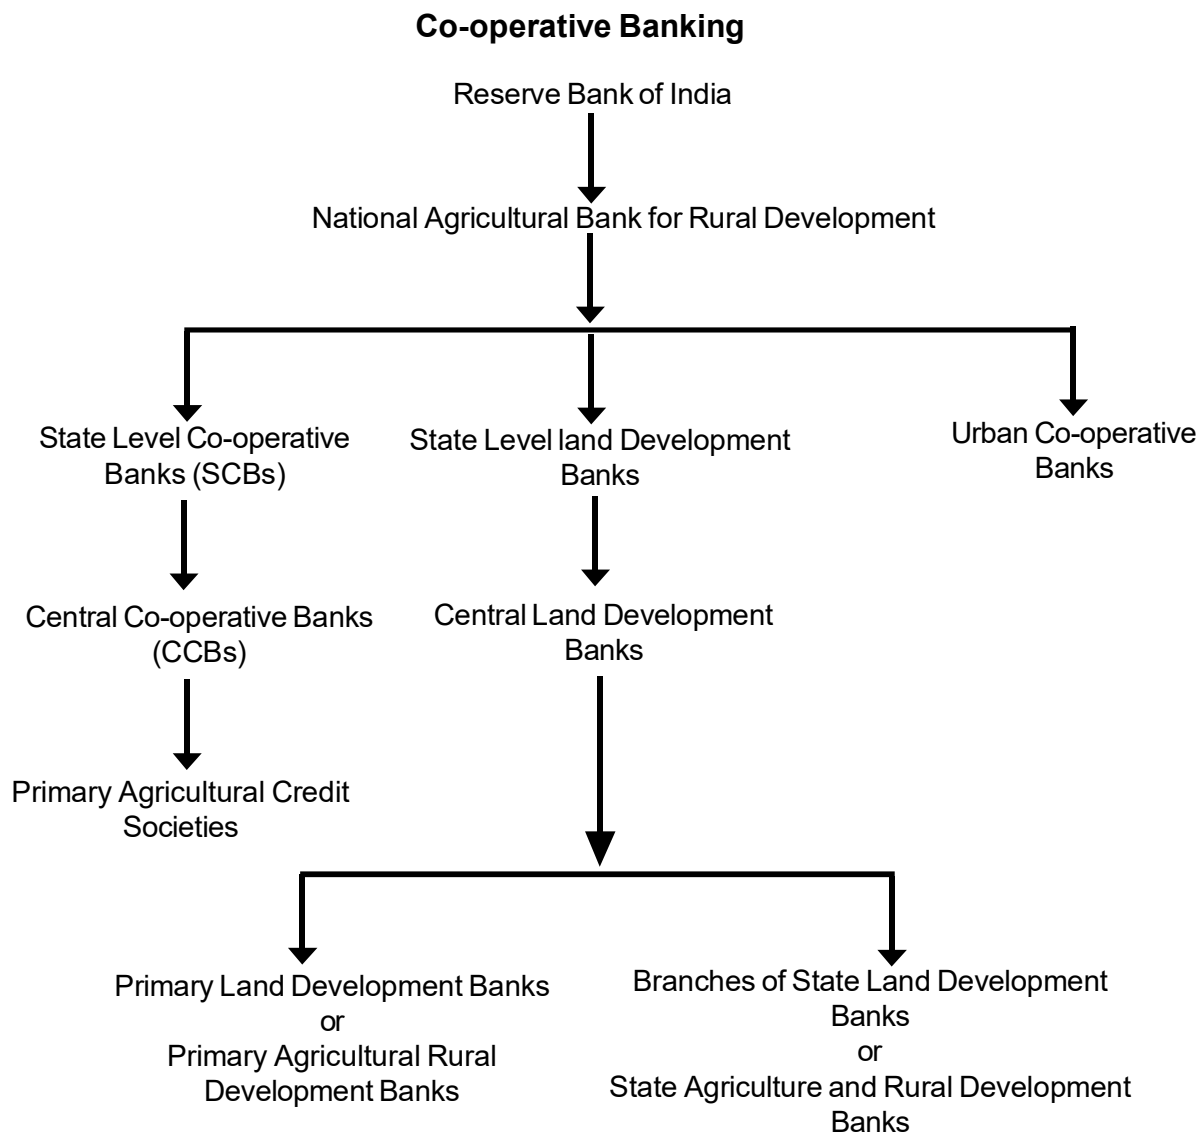 Co-operative Banking
Reserve Bank of India
National Agricultural Bank for Rural Development
State Level Co-operative
Banks (SCBs)
State Level land Development
Banks
Urban Co-operative
Banks
Central Co-operative Banks
(CCBs)
Central Land Development
Banks
Primary Agricultural Credit
Societies
Primary Land Development Banks
or
Primary Agricultural Rural
Development Banks
Branches of State Land Development
Banks
or
State Agriculture and Rural Development
Banks